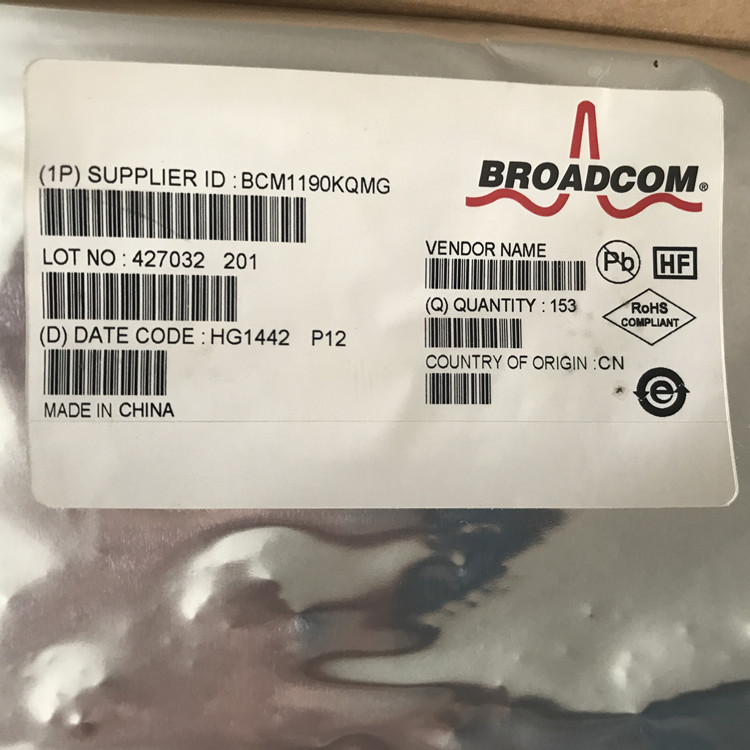 BROADCOM®
(1P) SUPPLIER ID : BCM1190KQMG
LOT NO : 427032 201
(D) DATE CODE : HG1442 P12
MADE IN CHINA
VENDOR NAME
(Q) QUANTITY : 153
COUNTRY OF ORIGIN : CN
Pb
HF
RoHS
COMPLIANT
e